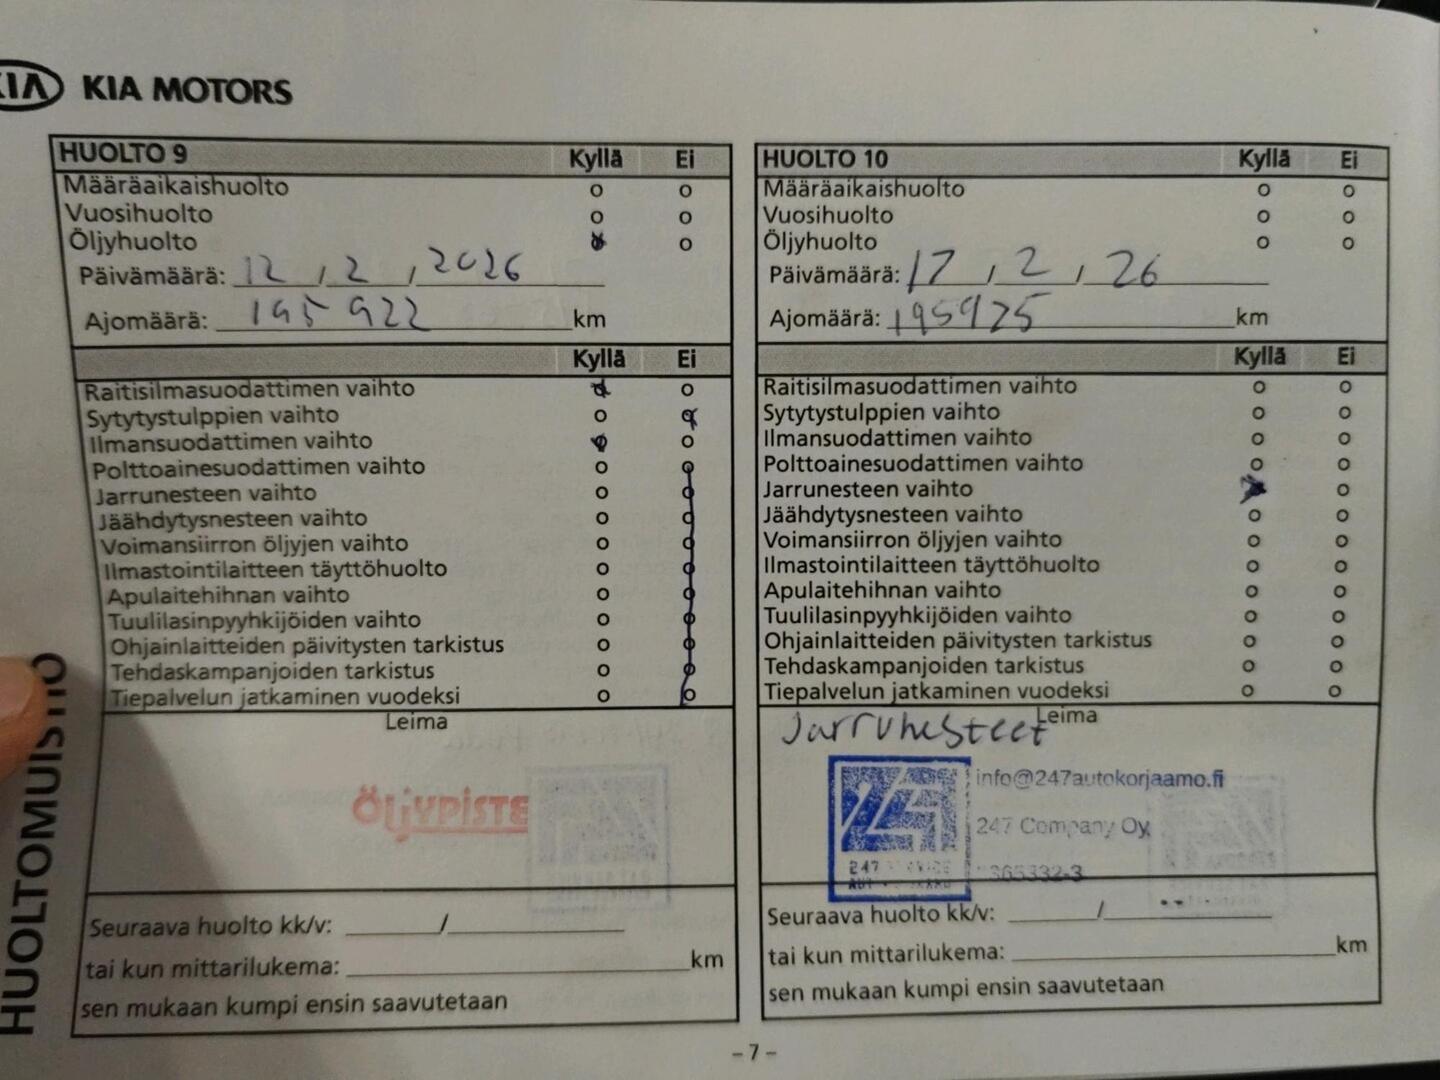 KIA KIA MOTORS
HUOLTO 9 Kyllä Ei
Määräaikaishuolto o o
Vuosihuolto o o
Öljyhuolto o
Päivämäärä: 12 / 2 / 2026
Ajomäärä: 195 922 km
Kyllä Ei
Raitisilmasuodattimen vaihto o
Sytytystulppien vaihto o
Ilmansuodattimen vaihto o
Polttoainesuodattimen vaihto o o
Jarrunesteen vaihto o o
Jäähdytysnesteen vaihto o o
Voimansiirron öljyjen vaihto o o
Ilmastointilaitteen täyttöhuolto o o
Apulaitehihnan vaihto o o
Tuulilasinpyyhkijöiden vaihto o o
Ohjainlaitteiden päivitysten tarkistus o o
Tehdaskampanjoiden tarkistus o o
Tiepalvelun jatkaminen vuodeksi o o
Leima
ÖLJYPISTE
Seuraava huolto kk/v: /
tai kun mittarilukema: km
sen mukaan kumpi ensin saavutetaan
HUOLTO 10 Kyllä Ei
Määräaikaishuolto o o
Vuosihuolto o o
Öljyhuolto o o
Päivämäärä: 17 / 2 / 26
Ajomäärä: 195925 km
Kyllä Ei
Raitisilmasuodattimen vaihto o o
Sytytystulppien vaihto o o
Ilmansuodattimen vaihto o o
Polttoainesuodattimen vaihto o o
Jarrunesteen vaihto o
Jäähdytysnesteen vaihto o o
Voimansiirron öljyjen vaihto o o
Ilmastointilaitteen täyttöhuolto o o
Apulaitehihnan vaihto o o
Tuulilasinpyyhkijöiden vaihto o o
Ohjainlaitteiden päivitysten tarkistus o o
Tehdaskampanjoiden tarkistus o o
Tiepalvelun jatkaminen vuodeksi o o
Leima
Jarrunesteet
247 info@247autokorjaamo.fi
247 Company Oy
247
Seuraava huolto kk/v: /
tai kun mittarilukema: km
sen mukaan kumpi ensin saavutetaan
HUOLTOMUISTIO
- 7 -